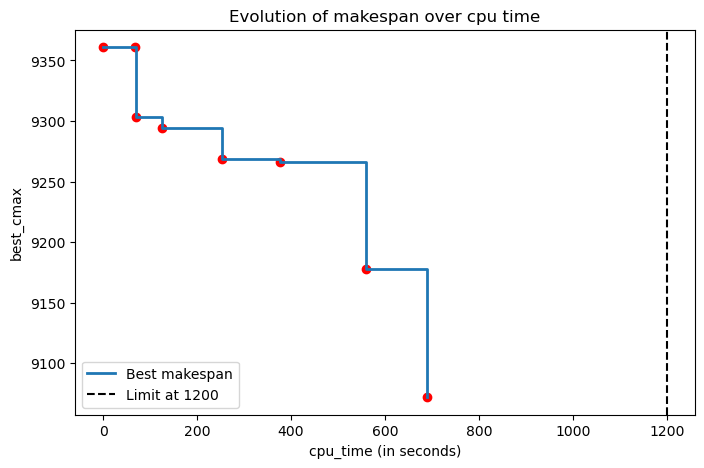 Evolution of makespan over cpu time
best_cmax
9350
9300
9250
9200
9150
9100
Best makespan
Limit at 1200
0
200
400
600
800
1000
1200
cpu_time (in seconds)